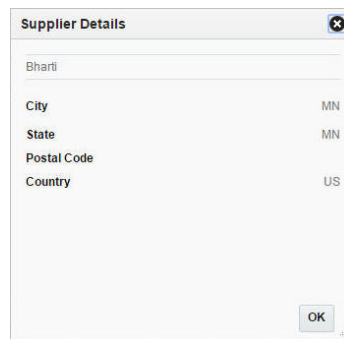 Supplier Details
Bharti
City MN
State MN
Postal Code
Country US
OK